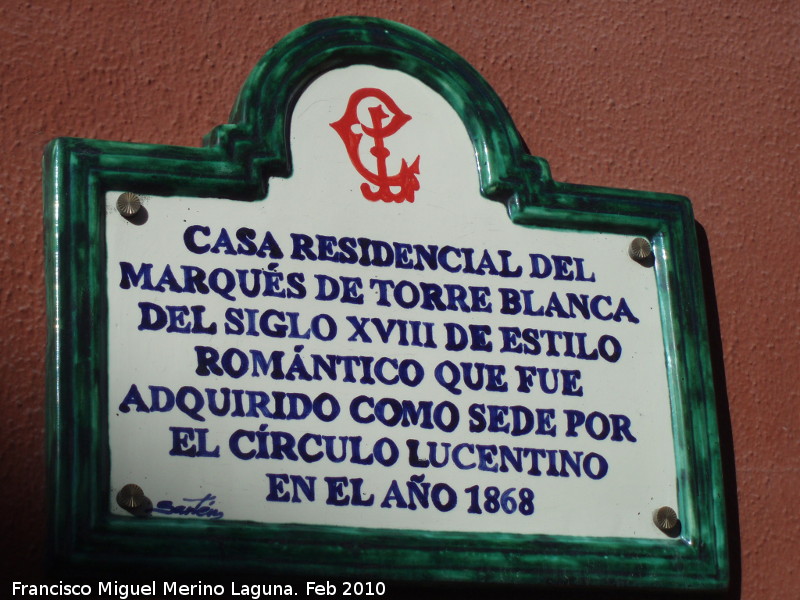 CASA RESIDENCIAL DEL
MARQUÉS DE TORRE BLANCA
DEL SIGLO XVIII DE ESTILO
ROMÁNTICO QUE FUE
ADQUIRIDO COMO SEDE POR
EL CÍRCULO LUCENTINO
EN EL AÑO 1868
Francisco Miguel Merino Laguna. Feb 2010